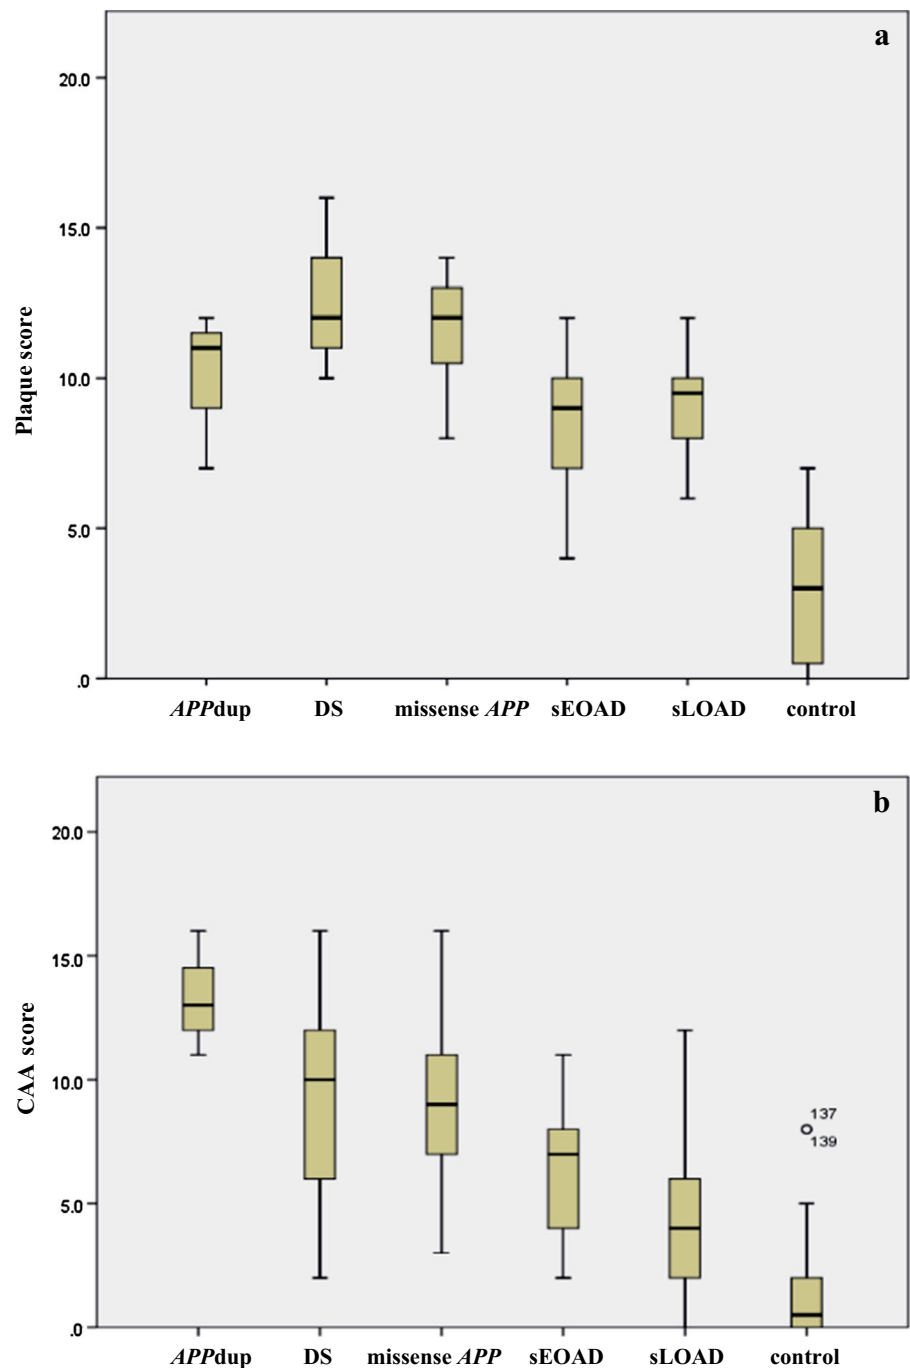 a
20.0
15.0
Plaque score
10.0
5.0
.0
APPdup DS missense APP sEOAD sLOAD control
b
20.0
15.0
CAA score
10.0
137
139
5.0
.0
APPdup DS missense APP sEOAD sLOAD control